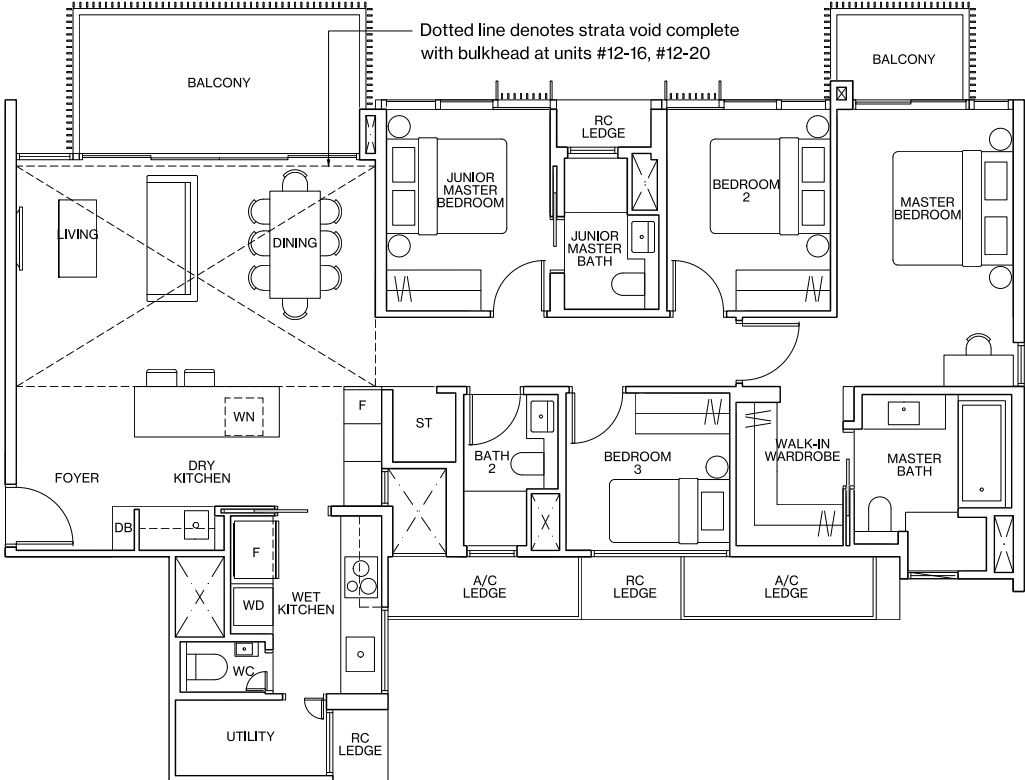 Dotted line denotes strata void complete
with bulkhead at units #12-16, #12-20
BALCONY
BALCONY
RC
LEDGE
JUNIOR
MASTER
BEDROOM
BEDROOM
2
MASTER
BEDROOM
LIVING
DINING
JUNIOR
MASTER
BATH
WN
F
ST
FOYER
DRY
KITCHEN
BATH
2
BEDROOM
3
WALK-IN
WARDROBE
MASTER
BATH
DB
F
WD
WET
KITCHEN
A/C
LEDGE
RC
LEDGE
A/C
LEDGE
WC
UTILITY
RC
LEDGE